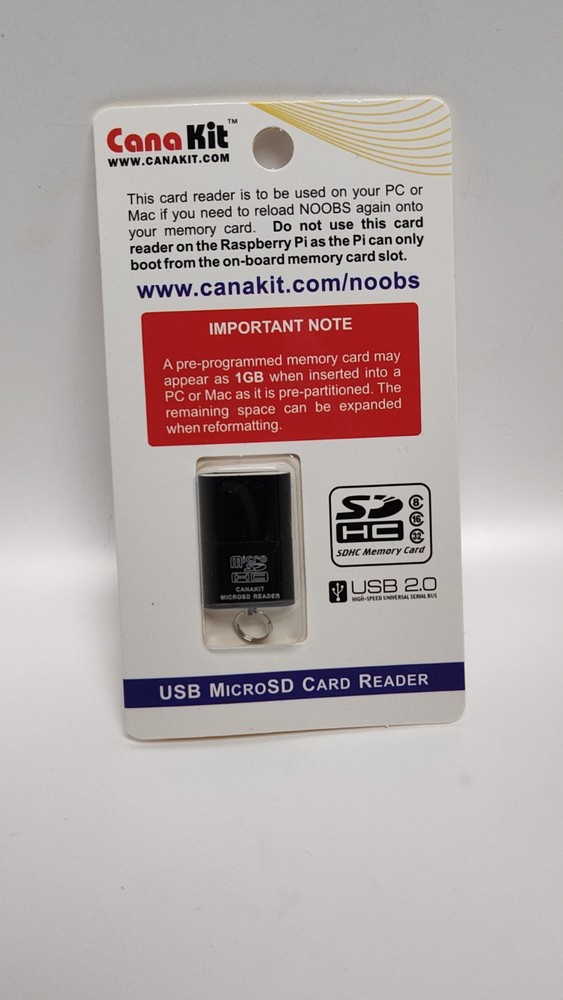 CanaKit™
WWW.CANAKIT.COM
This card reader is to be used on your PC or
Mac if you need to reload NOOBS again onto
your memory card. Do not use this card
reader on the Raspberry Pi as the Pi can only
boot from the on-board memory card slot.
www.canakit.com/noobs
IMPORTANT NOTE
A pre-programmed memory card may
appear as 1GB when inserted into a
PC or Mac as it is pre-partitioned. The
remaining space can be expanded
when reformatting.
SD
HC
8
16
32
SDHC Memory Card
micro
SD
HC
CANAKIT
MICROSD READER
USB 2.0
HIGH-SPEED UNIVERSAL SERIAL BUS
USB MICROSD CARD READER